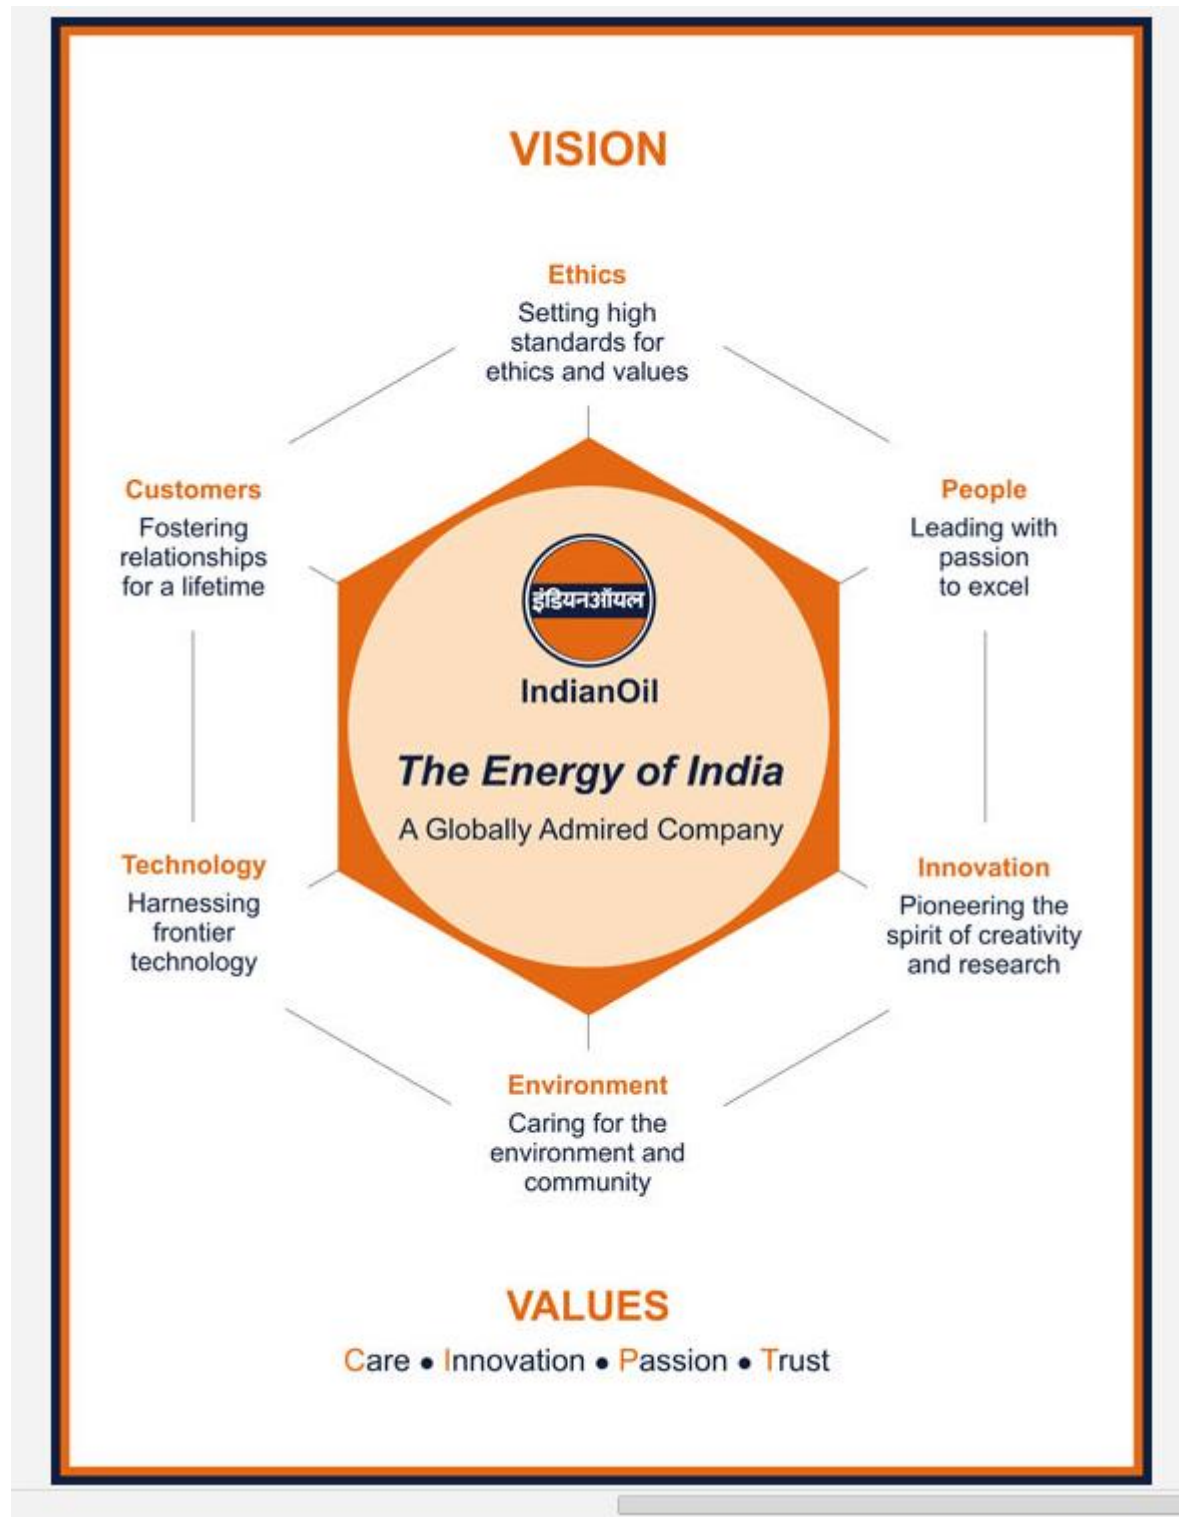 VISION
Ethics
Setting high
standards for
ethics and values
Customers
Fostering
relationships
for a lifetime
People
Leading with
passion
to excel
इंडियनऑयल
IndianOil
The Energy of India
A Globally Admired Company
Technology
Harnessing
frontier
technology
Innovation
Pioneering the
spirit of creativity
and research
Environment
Caring for the
environment and
community
VALUES
Care • Innovation • Passion • Trust